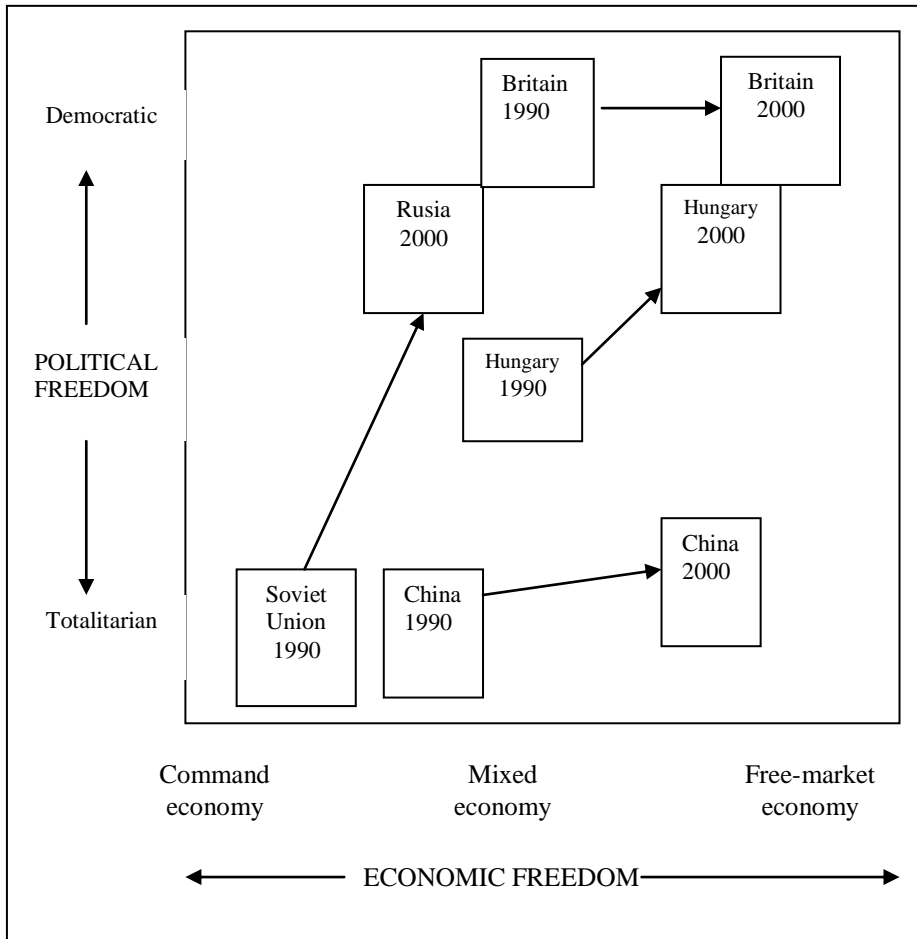 Democratic
Britain
1990
Britain
2000
Rusia
2000
Hungary
2000
POLITICAL
FREEDOM
Hungary
1990
China
2000
Totalitarian
Soviet
Union
1990
China
1990
Command
economy
Mixed
economy
Free-market
economy
ECONOMIC FREEDOM